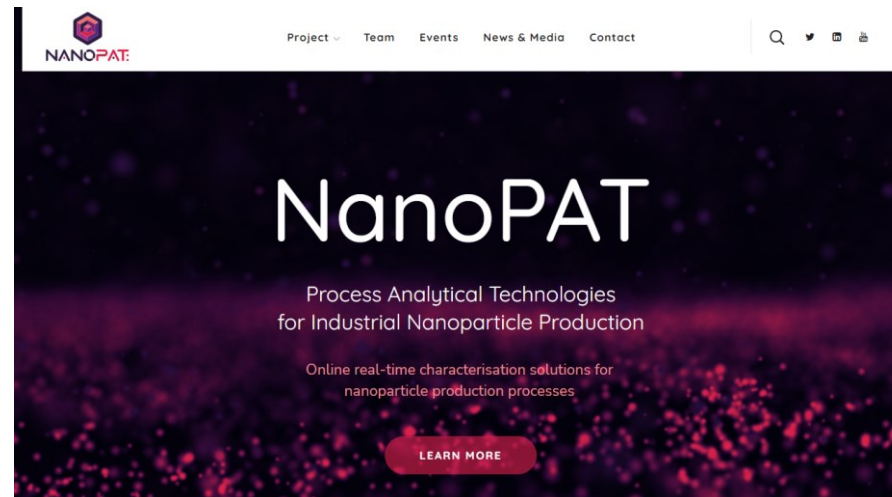 NANOPAT:
Project Team Events News & Media Contact
NanoPAT
Process Analytical Technologies
for Industrial Nanoparticle Production
Online real-time characterisation solutions for
nanoparticle production processes
LEARN MORE